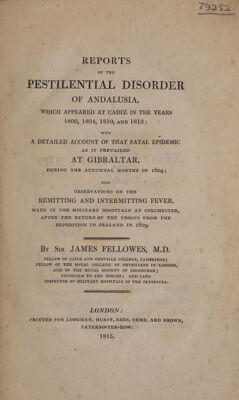 79252
REPORTS
OF THE
PESTILENTIAL DISORDER
OF ANDALUSIA,
WHICH APPEARED AT CADIZ IN THE YEARS
1800, 1804, 1810, AND 1813;
WITH
A DETAILED ACCOUNT OF THAT FATAL EPIDEMIC
AS IT PREVAILED
AT GIBRALTAR,
DURING THE AUTUMNAL MONTHS OF 1804;
ALSO
OBSERVATIONS ON THE
REMITTING AND INTERMITTING FEVER,
MADE IN THE MILITARY HOSPITALS AT COLCHESTER,
AFTER THE RETURN OF THE TROOPS FROM THE
EXPEDITION TO ZEALAND IN 1809.
BY SIR JAMES FELLOWES, M.D.
FELLOW OF CAIUS AND GONVILLE COLLEGE, CAMBRIDGE;
FELLOW OF THE ROYAL COLLEGE OF PHYSICIANS IN LONDON,
AND OF THE ROYAL SOCIETY OF EDINBURGH;
PHYSICIAN TO THE FORCES; AND LATE
INSPECTOR OF MILITARY HOSPITALS IN THE PENINSULA.
LONDON:
PRINTED FOR LONGMAN, HURST, REES, ORME, AND BROWN,
PATERNOSTER-ROW.
1815.